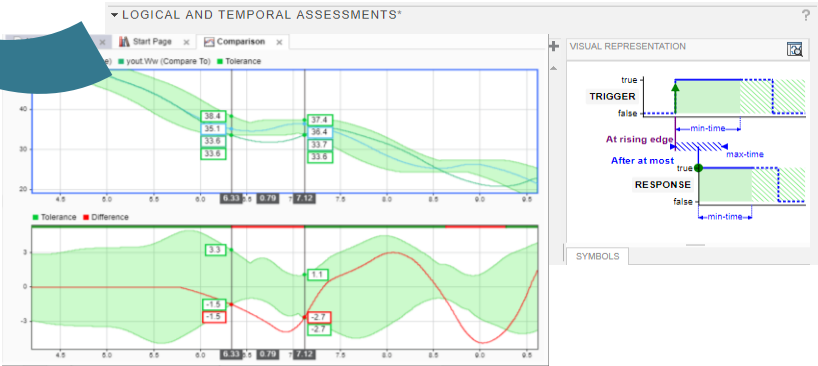 LOGICAL AND TEMPORAL ASSESSMENTS* ?
Start Page × Comparison ×
yout.Ww (Compare To) Tolerance
40
30
20
38.4
35.1
33.6
33.6
37.4
36.4
33.7
33.6
4.5 5.0 5.5 6.0 6.33 6.5 0.79 7.12 7.5 8.0 8.5 9.0 9.5
Tolerance Difference
3
0
-3
3.3
-1.5
-1.5
1.1
-2.7
-2.7
4.5 5.0 5.5 6.0 6.33 6.5 0.79 7.12 7.5 8.0 8.5 9.0 9.5
VISUAL REPRESENTATION
true
TRIGGER
false
min-time
At rising edge
max-time
After at most
true
RESPONSE
false
min-time
SYMBOLS